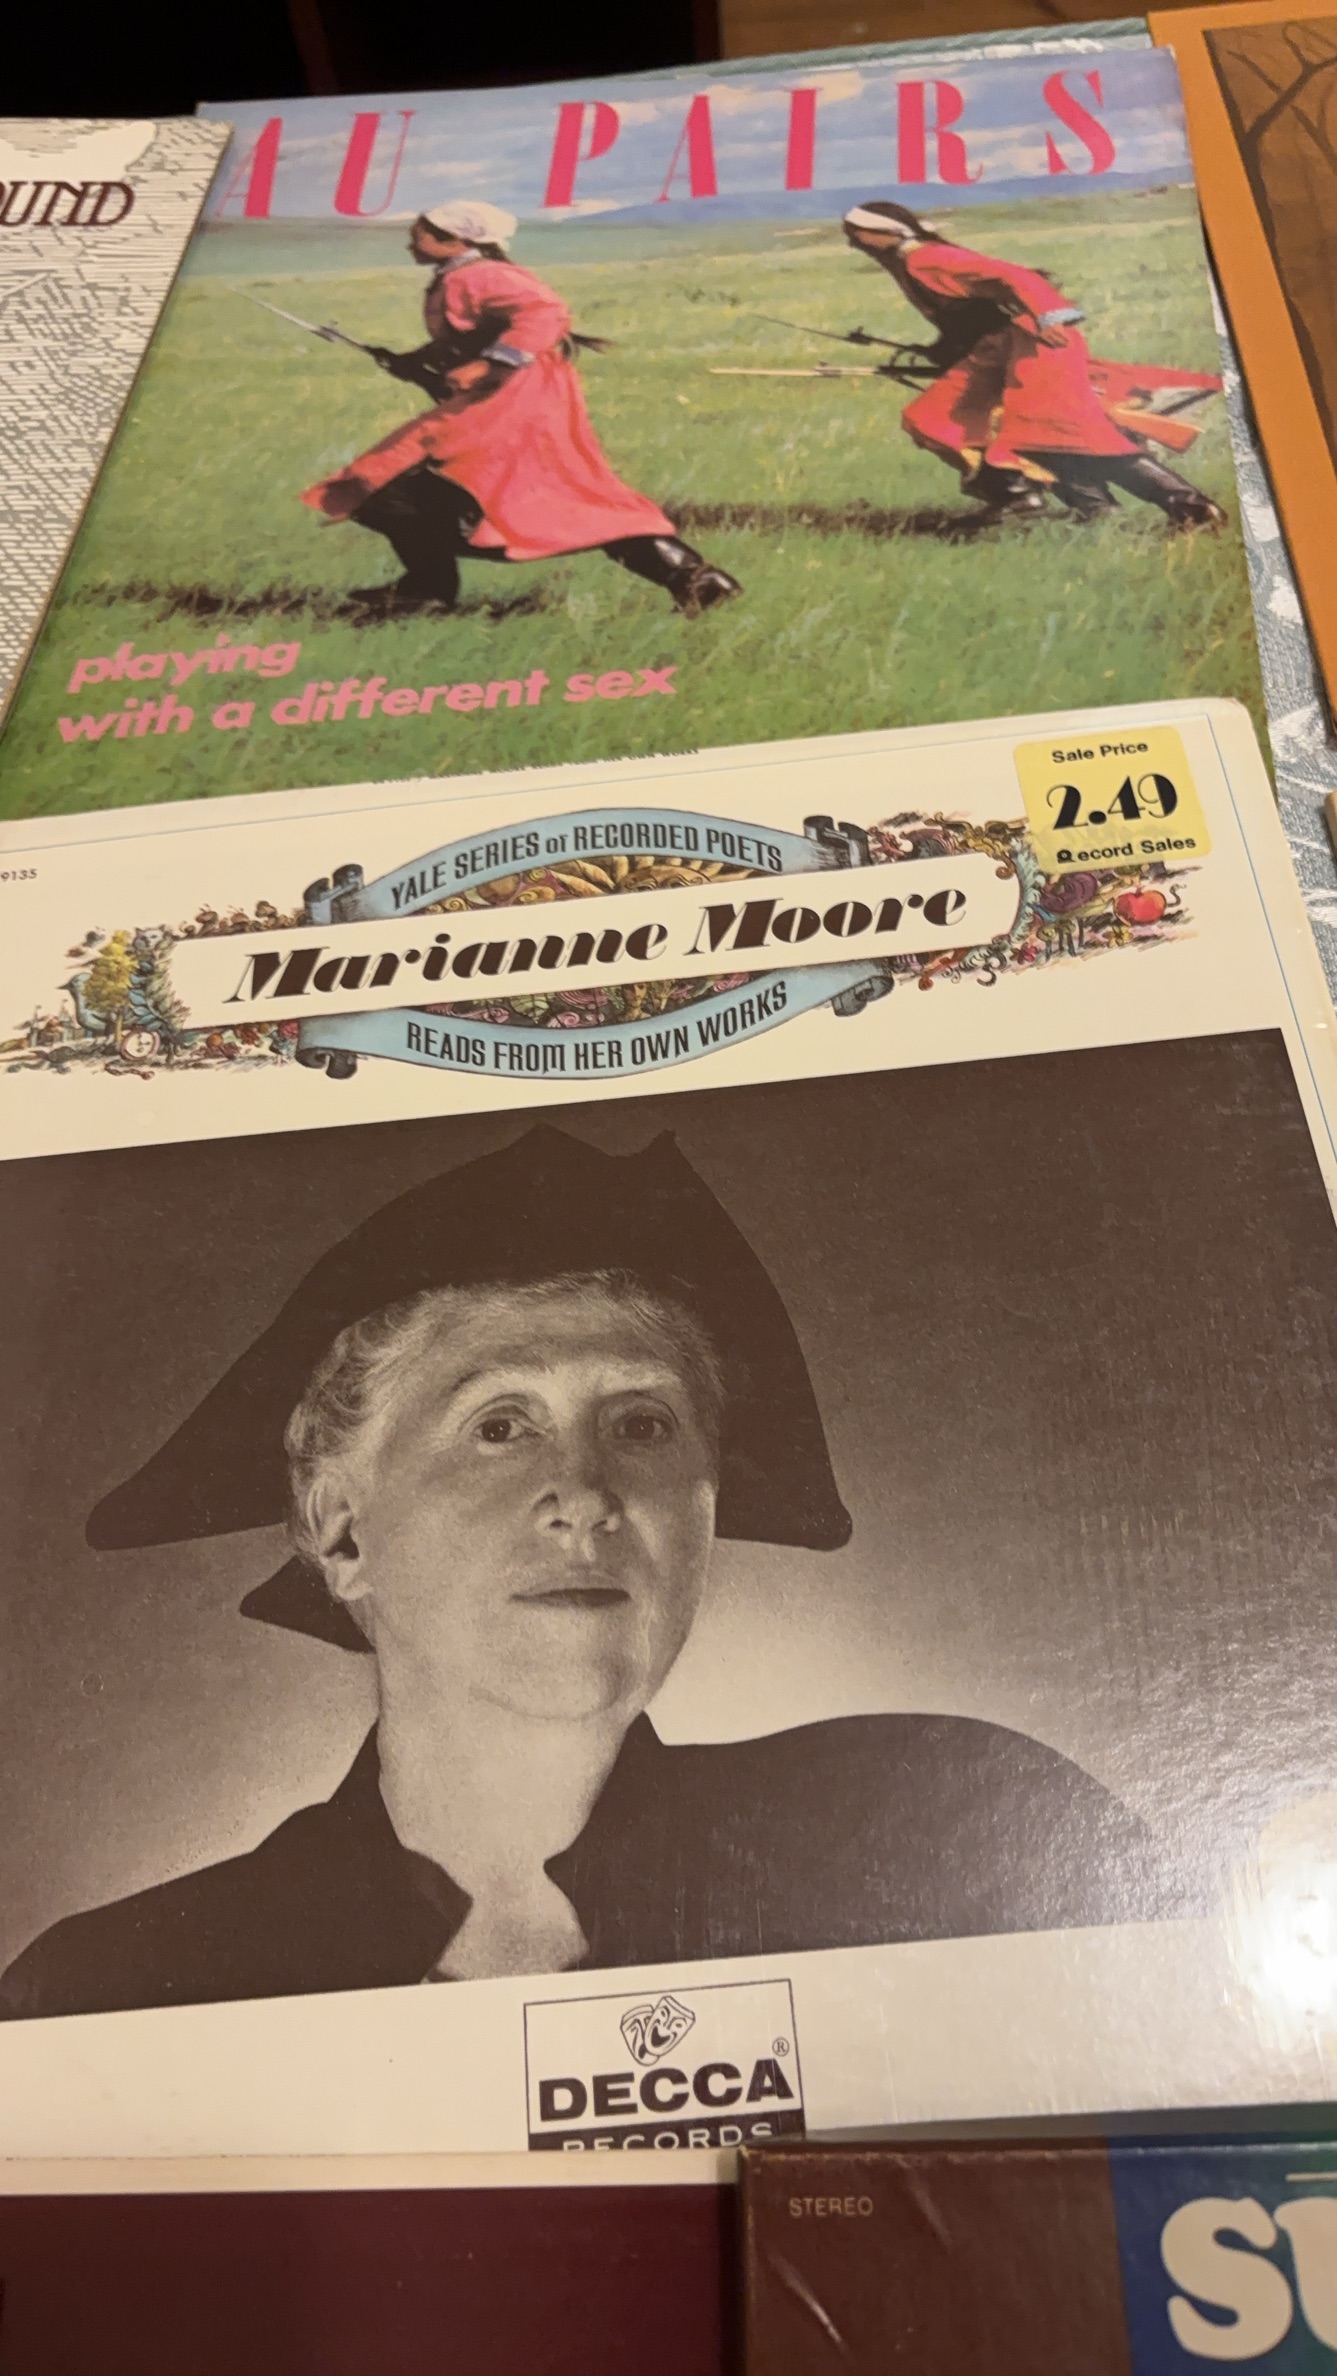 AU PAIRS
playing
with a different sex
Sale Price
2.49
Record Sales
9135
YALE SERIES OF RECORDED POETS
Marianne Moore
READS FROM HER OWN WORKS
DECCA®
RECORDS
STEREO